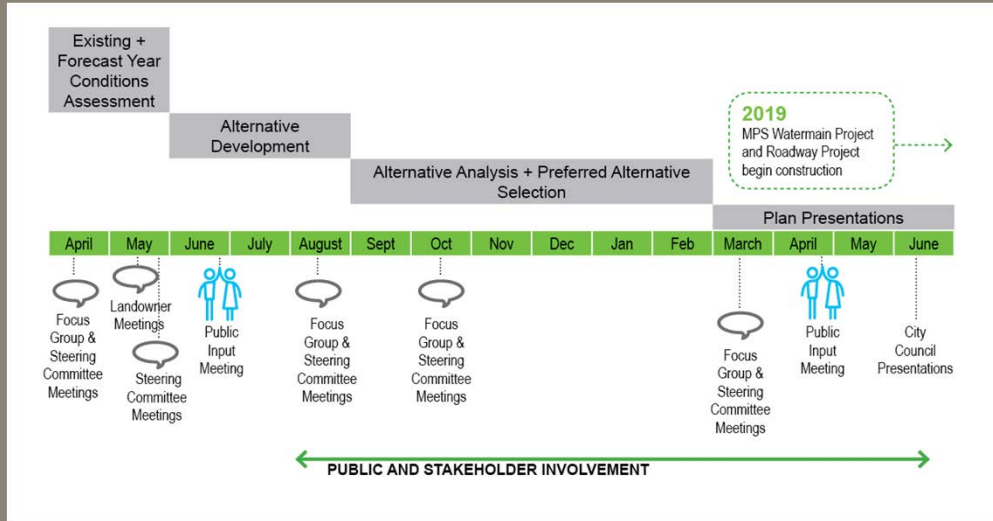 Existing +
Forecast Year
Conditions
Assessment
Alternative
Development
Alternative Analysis + Preferred Alternative
Selection
2019
MPS Watermain Project
and Roadway Project
begin construction
Plan Presentations
April May June July August Sept Oct Nov Dec Jan Feb March April May June
Focus
Group &
Steering
Committee
Meetings
Landowner
Meetings
Steering
Committee
Meetings
Public
Input
Meeting
Focus
Group &
Steering
Committee
Meetings
Focus
Group &
Steering
Committee
Meetings
Focus
Group &
Steering
Committee
Meetings
Public
Input
Meeting
City
Council
Presentations
PUBLIC AND STAKEHOLDER INVOLVEMENT